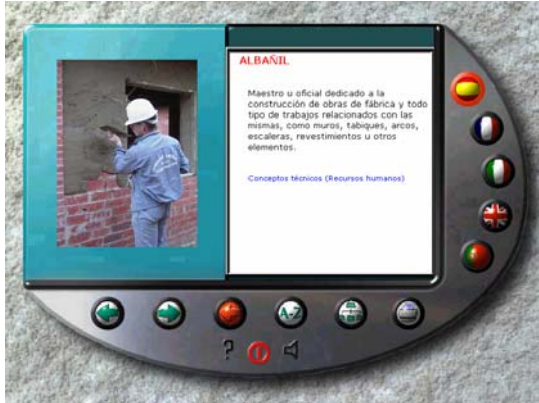 ALBAÑIL
Maestro u oficial dedicado a la
construcción de obras de fábrica y todo
tipo de trabajos relacionados con las
mismas, como muros, tabiques, arcos,
escaleras, revestimientos u otros
elementos.
Conceptos técnicos (Recursos humanos)
A-Z
?